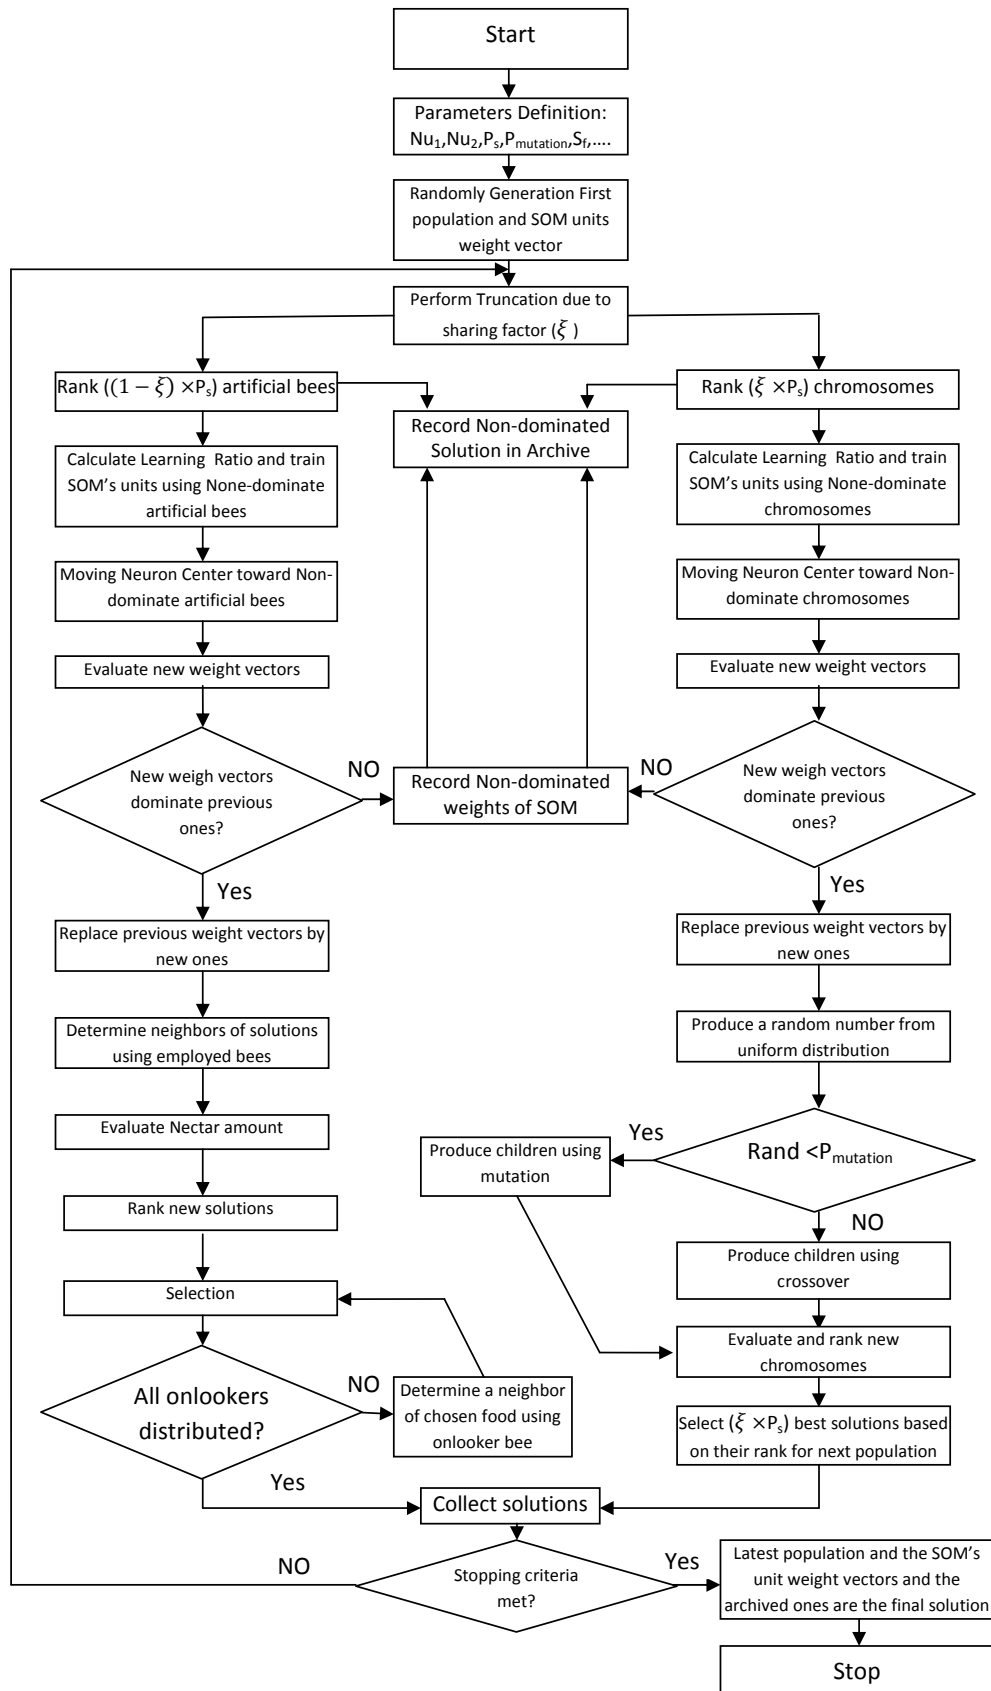 Start
Parameters Definition:
Nu₁,Nu₂,Pₛ,P_mutation,S_f,....
Randomly Generation First
population and SOM units
weight vector
Perform Truncation due to
sharing factor (ξ )
Rank ((1 − ξ) ×Pₛ) artificial bees
Rank (ξ ×Pₛ) chromosomes
Record Non-dominated
Solution in Archive
Calculate Learning Ratio and train
SOM's units using None-dominate
artificial bees
Calculate Learning Ratio and train
SOM's units using None-dominate
chromosomes
Moving Neuron Center toward Non-
dominate artificial bees
Moving Neuron Center toward Non-
dominate chromosomes
Evaluate new weight vectors
Evaluate new weight vectors
New weigh vectors
dominate previous
ones?
NO
Record Non-dominated
weights of SOM
NO
New weigh vectors
dominate previous
ones?
Yes
Yes
Replace previous weight vectors by
new ones
Replace previous weight vectors by
new ones
Determine neighbors of solutions
using employed bees
Produce a random number from
uniform distribution
Evaluate Nectar amount
Produce children using
mutation
Yes
Rand <P_mutation
Rank new solutions
NO
Produce children using
crossover
Selection
Evaluate and rank new
chromosomes
All onlookers
distributed?
NO
Determine a neighbor
of chosen food using
onlooker bee
Select (ξ ×Pₛ) best solutions based
on their rank for next population
Yes
Collect solutions
NO
Stopping criteria
met?
Yes
Latest population and the SOM's
unit weight vectors and the
archived ones are the final solution
Stop